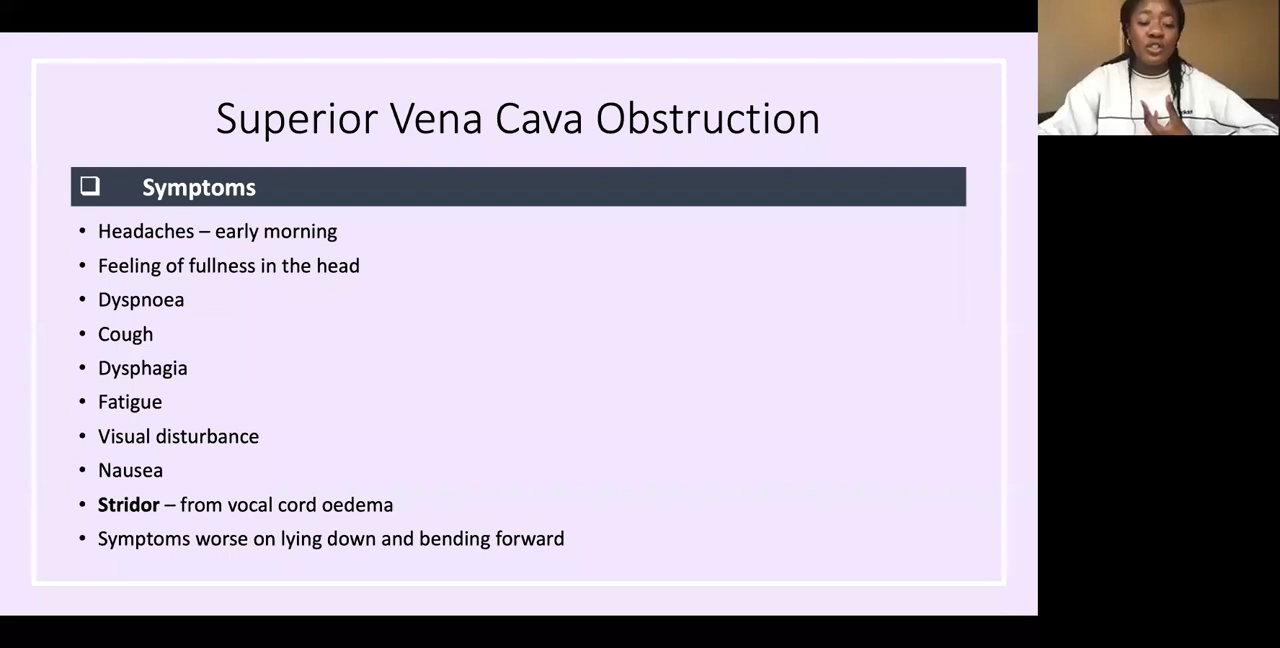 Superior Vena Cava Obstruction
Symptoms
• Headaches – early morning
• Feeling of fullness in the head
• Dyspnoea
• Cough
• Dysphagia
• Fatigue
• Visual disturbance
• Nausea
• Stridor – from vocal cord oedema
• Symptoms worse on lying down and bending forward